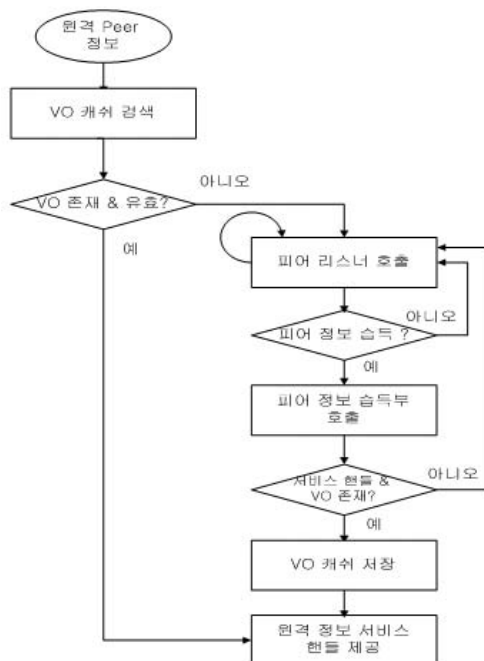 원격 Peer
정보
VO 캐쉬 검색
아니오
VO 존재 & 유효?
예
피어 리스너 호출
아니오
피어 정보 습득 ?
예
피어 정보 습득부
호출
서비스 핸들 &
VO 존재?
아니오
예
VO 캐쉬 저장
원격 정보 서비스
핸들 제공